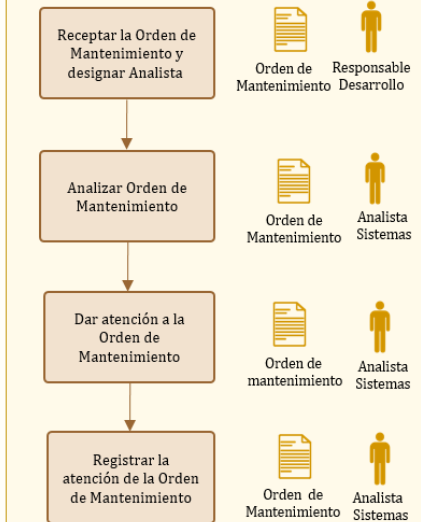 Receptar la Orden de
Mantenimiento y
designar Analista
Orden de
Mantenimiento
Responsable
Desarrollo
Analizar Orden de
Mantenimiento
Orden de
Mantenimiento
Analista
Sistemas
Dar atención a la
Orden de
Mantenimiento
Orden de
mantenimiento
Analista
Sistemas
Registrar la
atención de la Orden
de Mantenimiento
Orden de
Mantenimiento
Analista
Sistemas